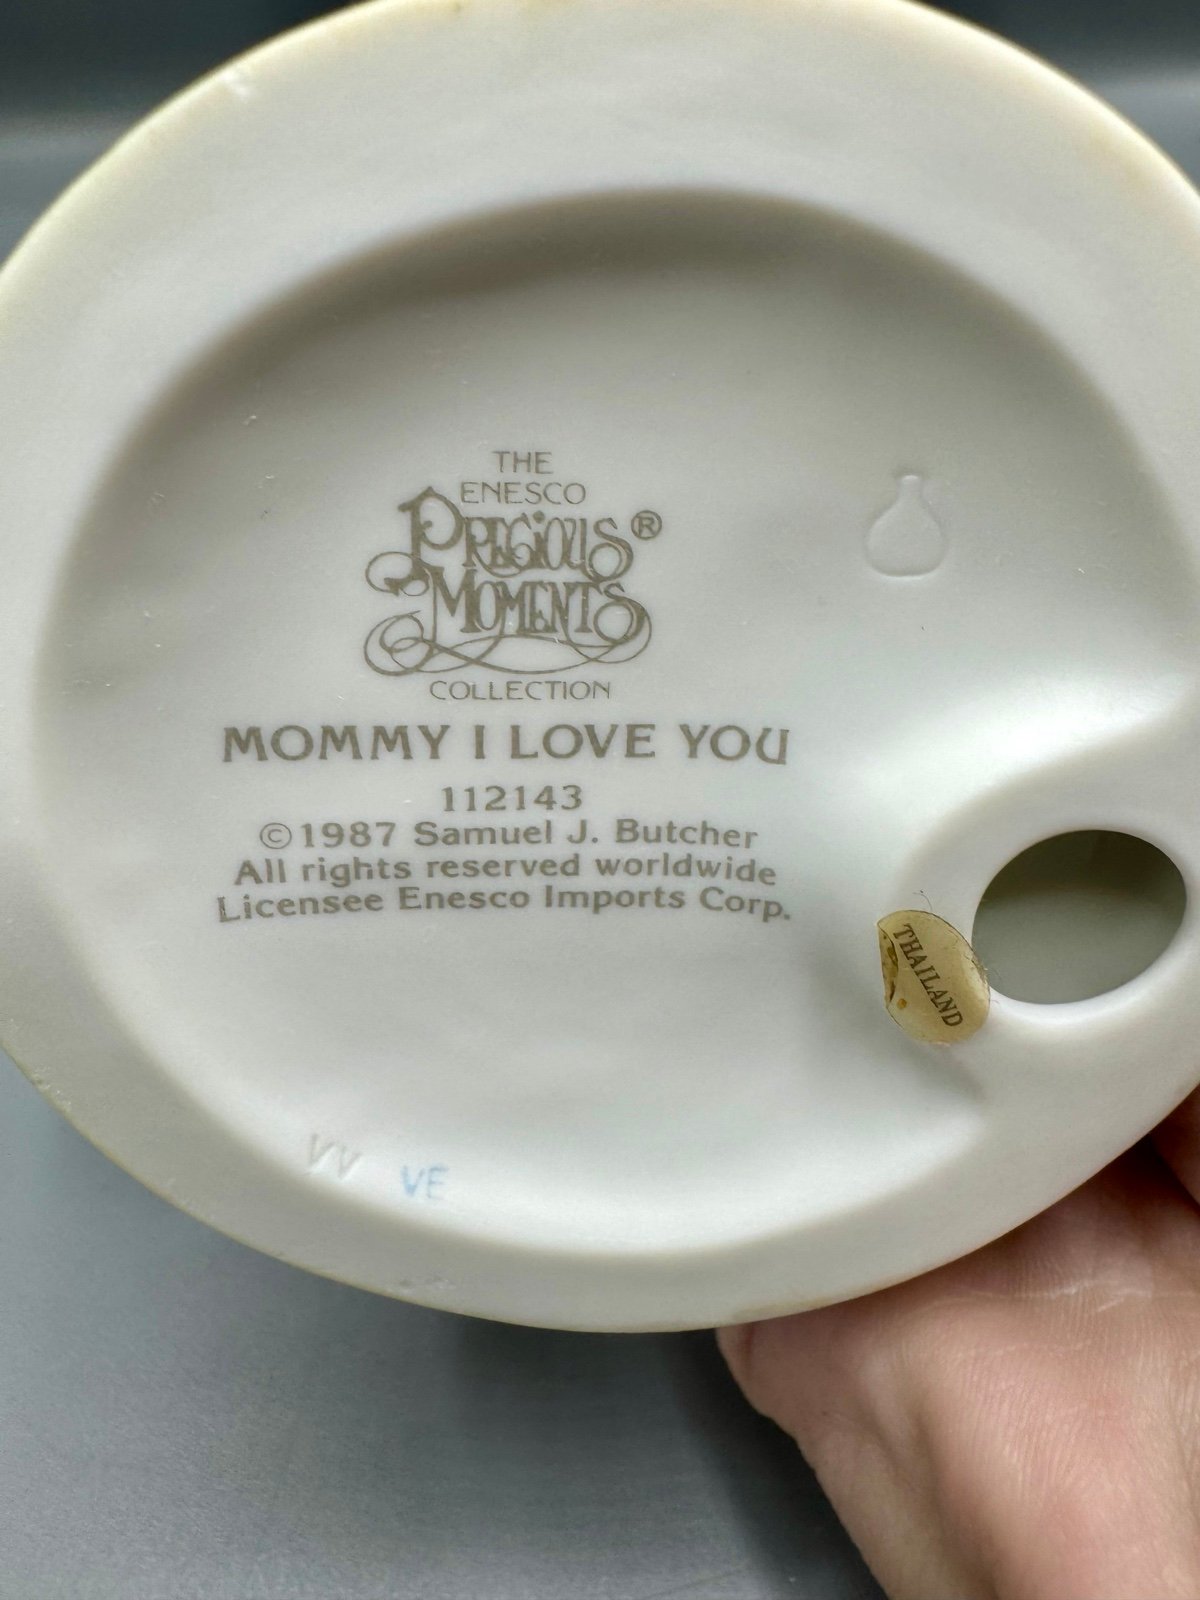 THE
ENESCO
PRECIOUS®
MOMENTS
COLLECTION
MOMMY I LOVE YOU
112143
©1987 Samuel J. Butcher
All rights reserved worldwide
Licensee Enesco Imports Corp.
THAILAND
VV VE